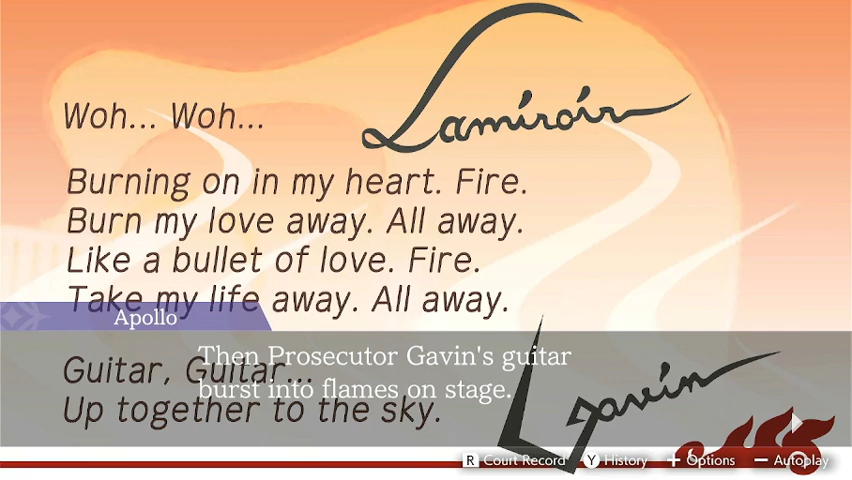 Lamiroir
Woh... Woh...
Burning on in my heart. Fire.
Burn my love away. All away.
Like a bullet of love. Fire.
Take my life away. All away.
Apollo
Then Prosecutor Gavin's guitar
burst into flames on stage.
Guitar, Guitar...
Up together to the sky.
Gavin
R Court Record Y History + Options - Autoplay